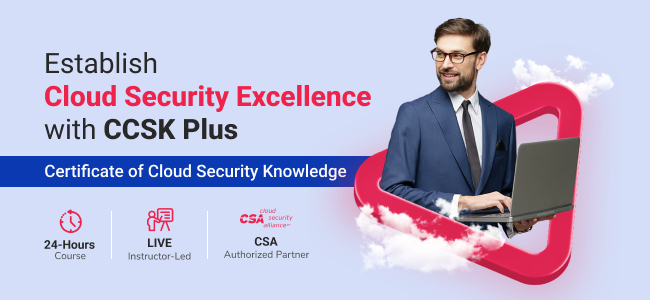 Establish
Cloud Security Excellence
with CCSK Plus
Certificate of Cloud Security Knowledge
24-Hours
Course
LIVE
Instructor-Led
CSA cloud
security
alliance
CSA
Authorized Partner